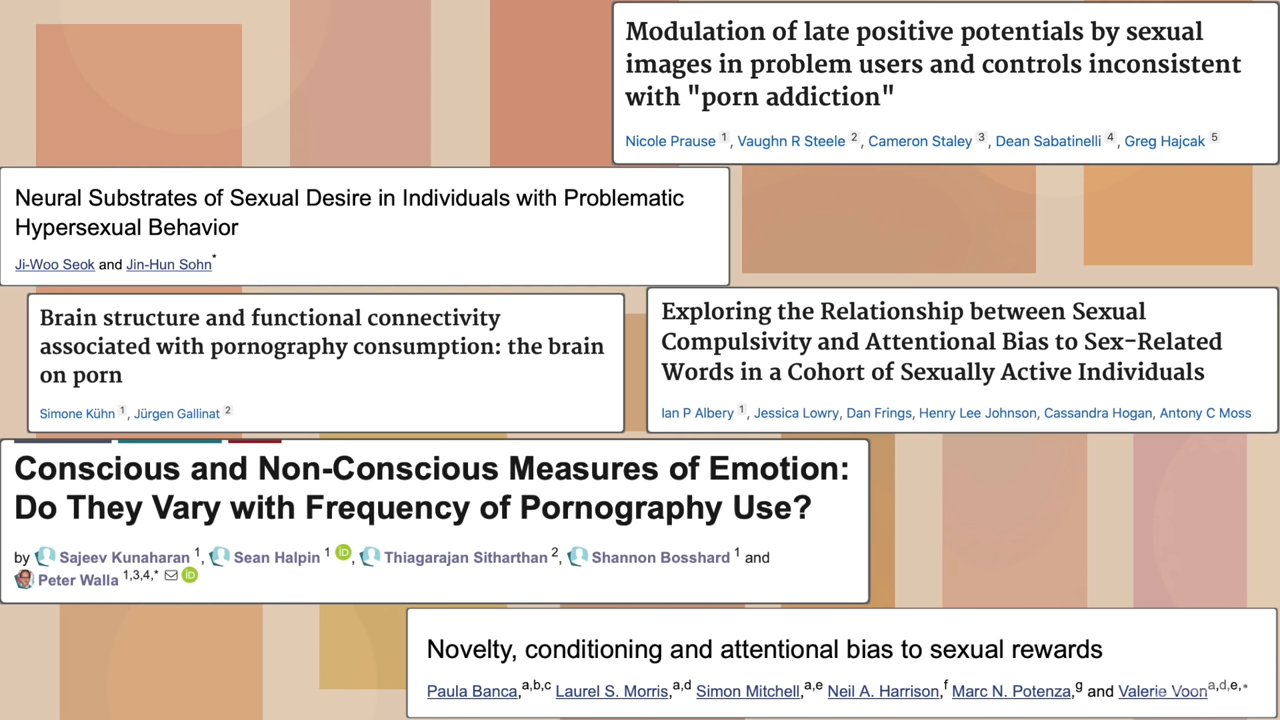 Modulation of late positive potentials by sexual
images in problem users and controls inconsistent
with "porn addiction"
Nicole Prause 1, Vaughn R Steele 2, Cameron Staley 3, Dean Sabatinelli 4, Greg Hajcak 5
Neural Substrates of Sexual Desire in Individuals with Problematic
Hypersexual Behavior
Ji-Woo Seok and Jin-Hun Sohn*
Brain structure and functional connectivity
associated with pornography consumption: the brain
on porn
Simone Kühn 1, Jürgen Gallinat 2
Exploring the Relationship between Sexual
Compulsivity and Attentional Bias to Sex-Related
Words in a Cohort of Sexually Active Individuals
Ian P Albery 1, Jessica Lowry, Dan Frings, Henry Lee Johnson, Cassandra Hogan, Antony C Moss
Conscious and Non-Conscious Measures of Emotion:
Do They Vary with Frequency of Pornography Use?
by Sajeev Kunaharan 1, Sean Halpin 1 iD, Thiagarajan Sitharthan 2, Shannon Bosshard 1 and
Peter Walla 1,3,4,* iD
Novelty, conditioning and attentional bias to sexual rewards
Paula Banca,a,b,c Laurel S. Morris,a,d Simon Mitchell,a,e Neil A. Harrison,f Marc N. Potenza,g and Valerie Voona,d,e,*